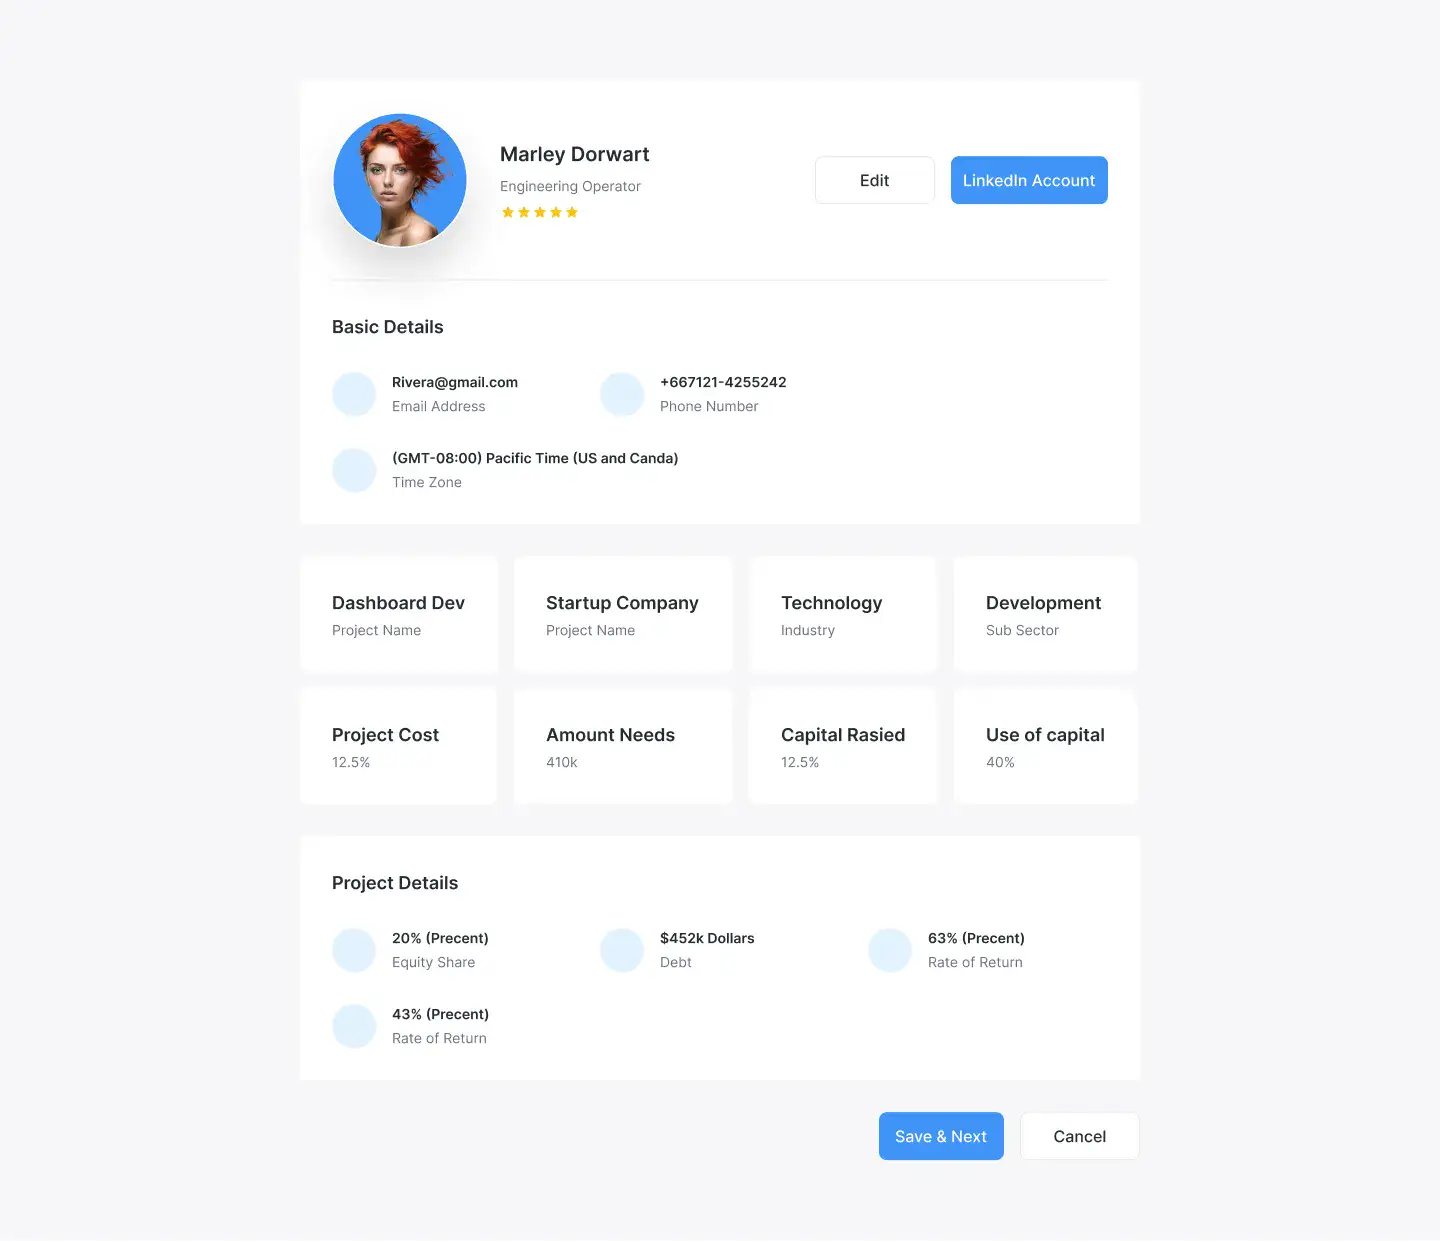 Marley Dorwart
Engineering Operator
Edit
LinkedIn Account
Basic Details
Rivera@gmail.com
Email Address
+667121-4255242
Phone Number
(GMT-08:00) Pacific Time (US and Canda)
Time Zone
Dashboard Dev
Project Name
Startup Company
Project Name
Technology
Industry
Development
Sub Sector
Project Cost
12.5%
Amount Needs
410k
Capital Rasied
12.5%
Use of capital
40%
Project Details
20% (Precent)
Equity Share
$452k Dollars
Debt
63% (Precent)
Rate of Return
43% (Precent)
Rate of Return
Save & Next
Cancel